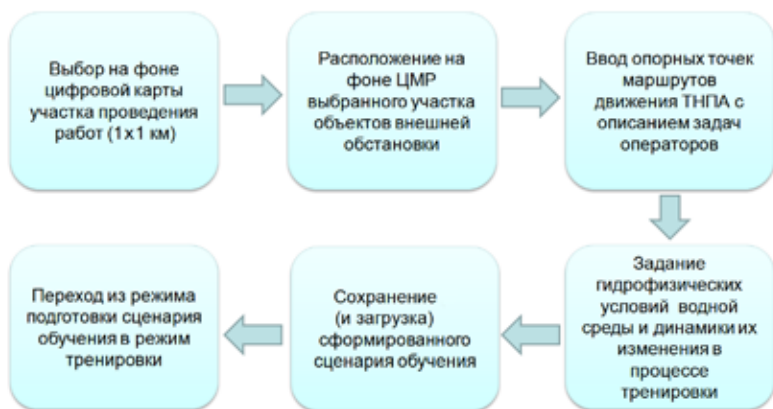 Выбор на фоне
цифровой карты
участка проведения
работ (1х1 км)
Расположение на
фоне ЦМР
выбранного участка
объектов внешней
обстановки
Ввод опорных точек
маршрутов
движения ТНПА с
описанием задач
операторов
Задание
гидрофизических
условий водной
среды и динамики их
изменения в
процессе
тренировки
Сохранение
(и загрузка)
сформированного
сценария обучения
Переход из режима
подготовки сценария
обучения в режим
тренировки